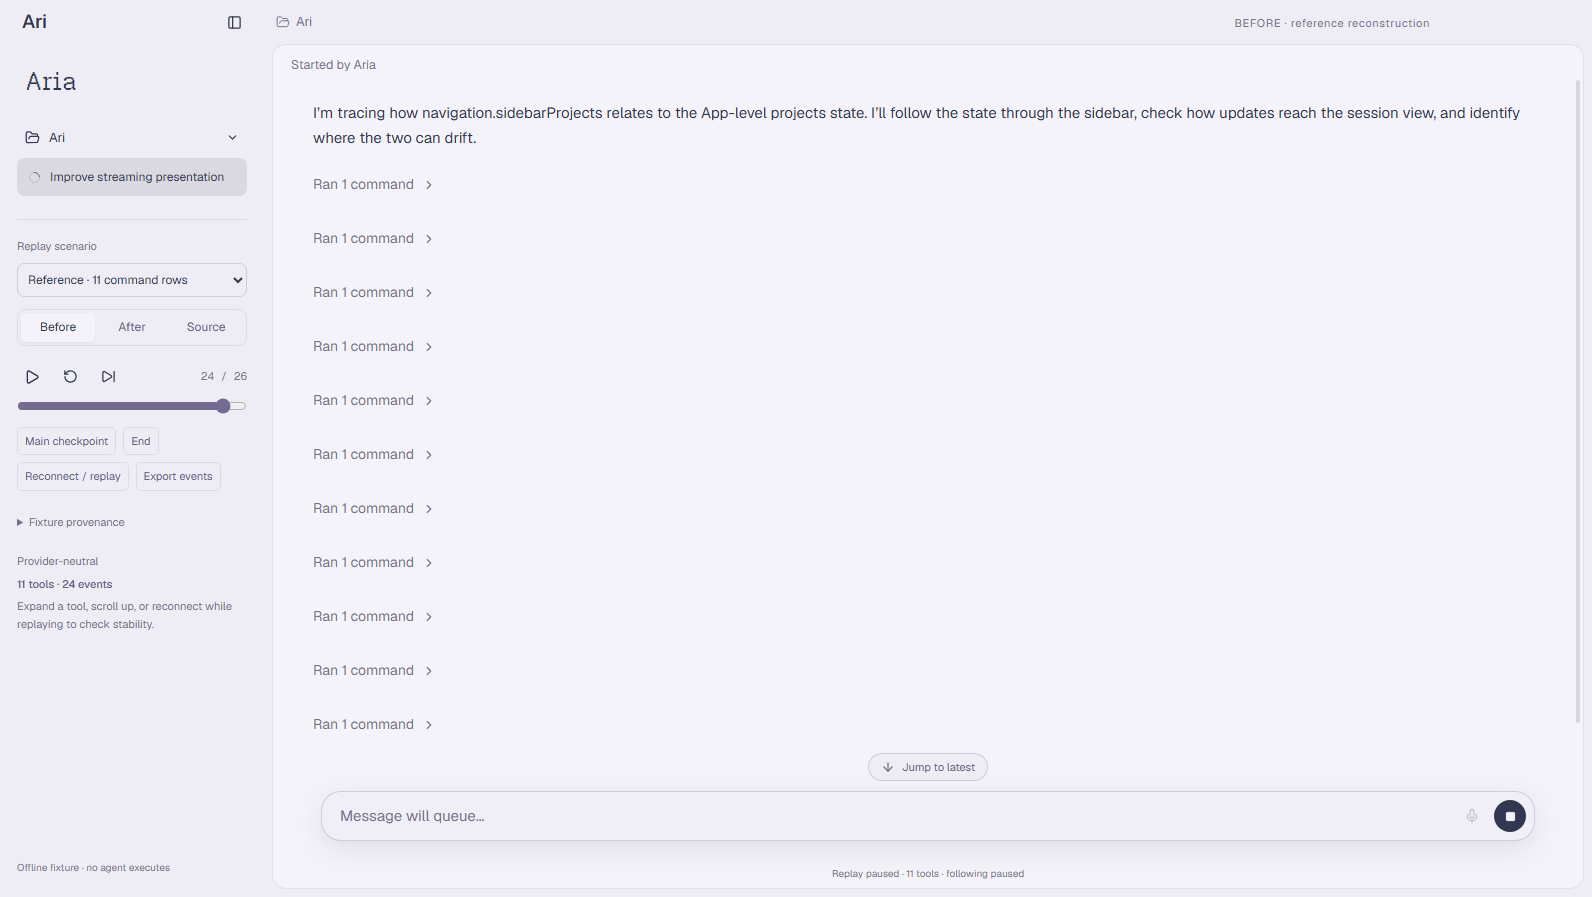 Ari
Aria
Ari
Improve streaming presentation
Replay scenario
Reference · 11 command rows
Before
After
Source
24 / 26
Main checkpoint
End
Reconnect / replay
Export events
Fixture provenance
Provider-neutral
11 tools · 24 events
Expand a tool, scroll up, or reconnect while
replaying to check stability.
Offline fixture · no agent executes
Ari
BEFORE · reference reconstruction
Started by Aria
I’m tracing how navigation.sidebarProjects relates to the App-level projects state. I’ll follow the state through the sidebar, check how updates reach the session view, and identify
where the two can drift.
Ran 1 command
Ran 1 command
Ran 1 command
Ran 1 command
Ran 1 command
Ran 1 command
Ran 1 command
Ran 1 command
Ran 1 command
Ran 1 command
Ran 1 command
Jump to latest
Message will queue...
Replay paused · 11 tools · following paused